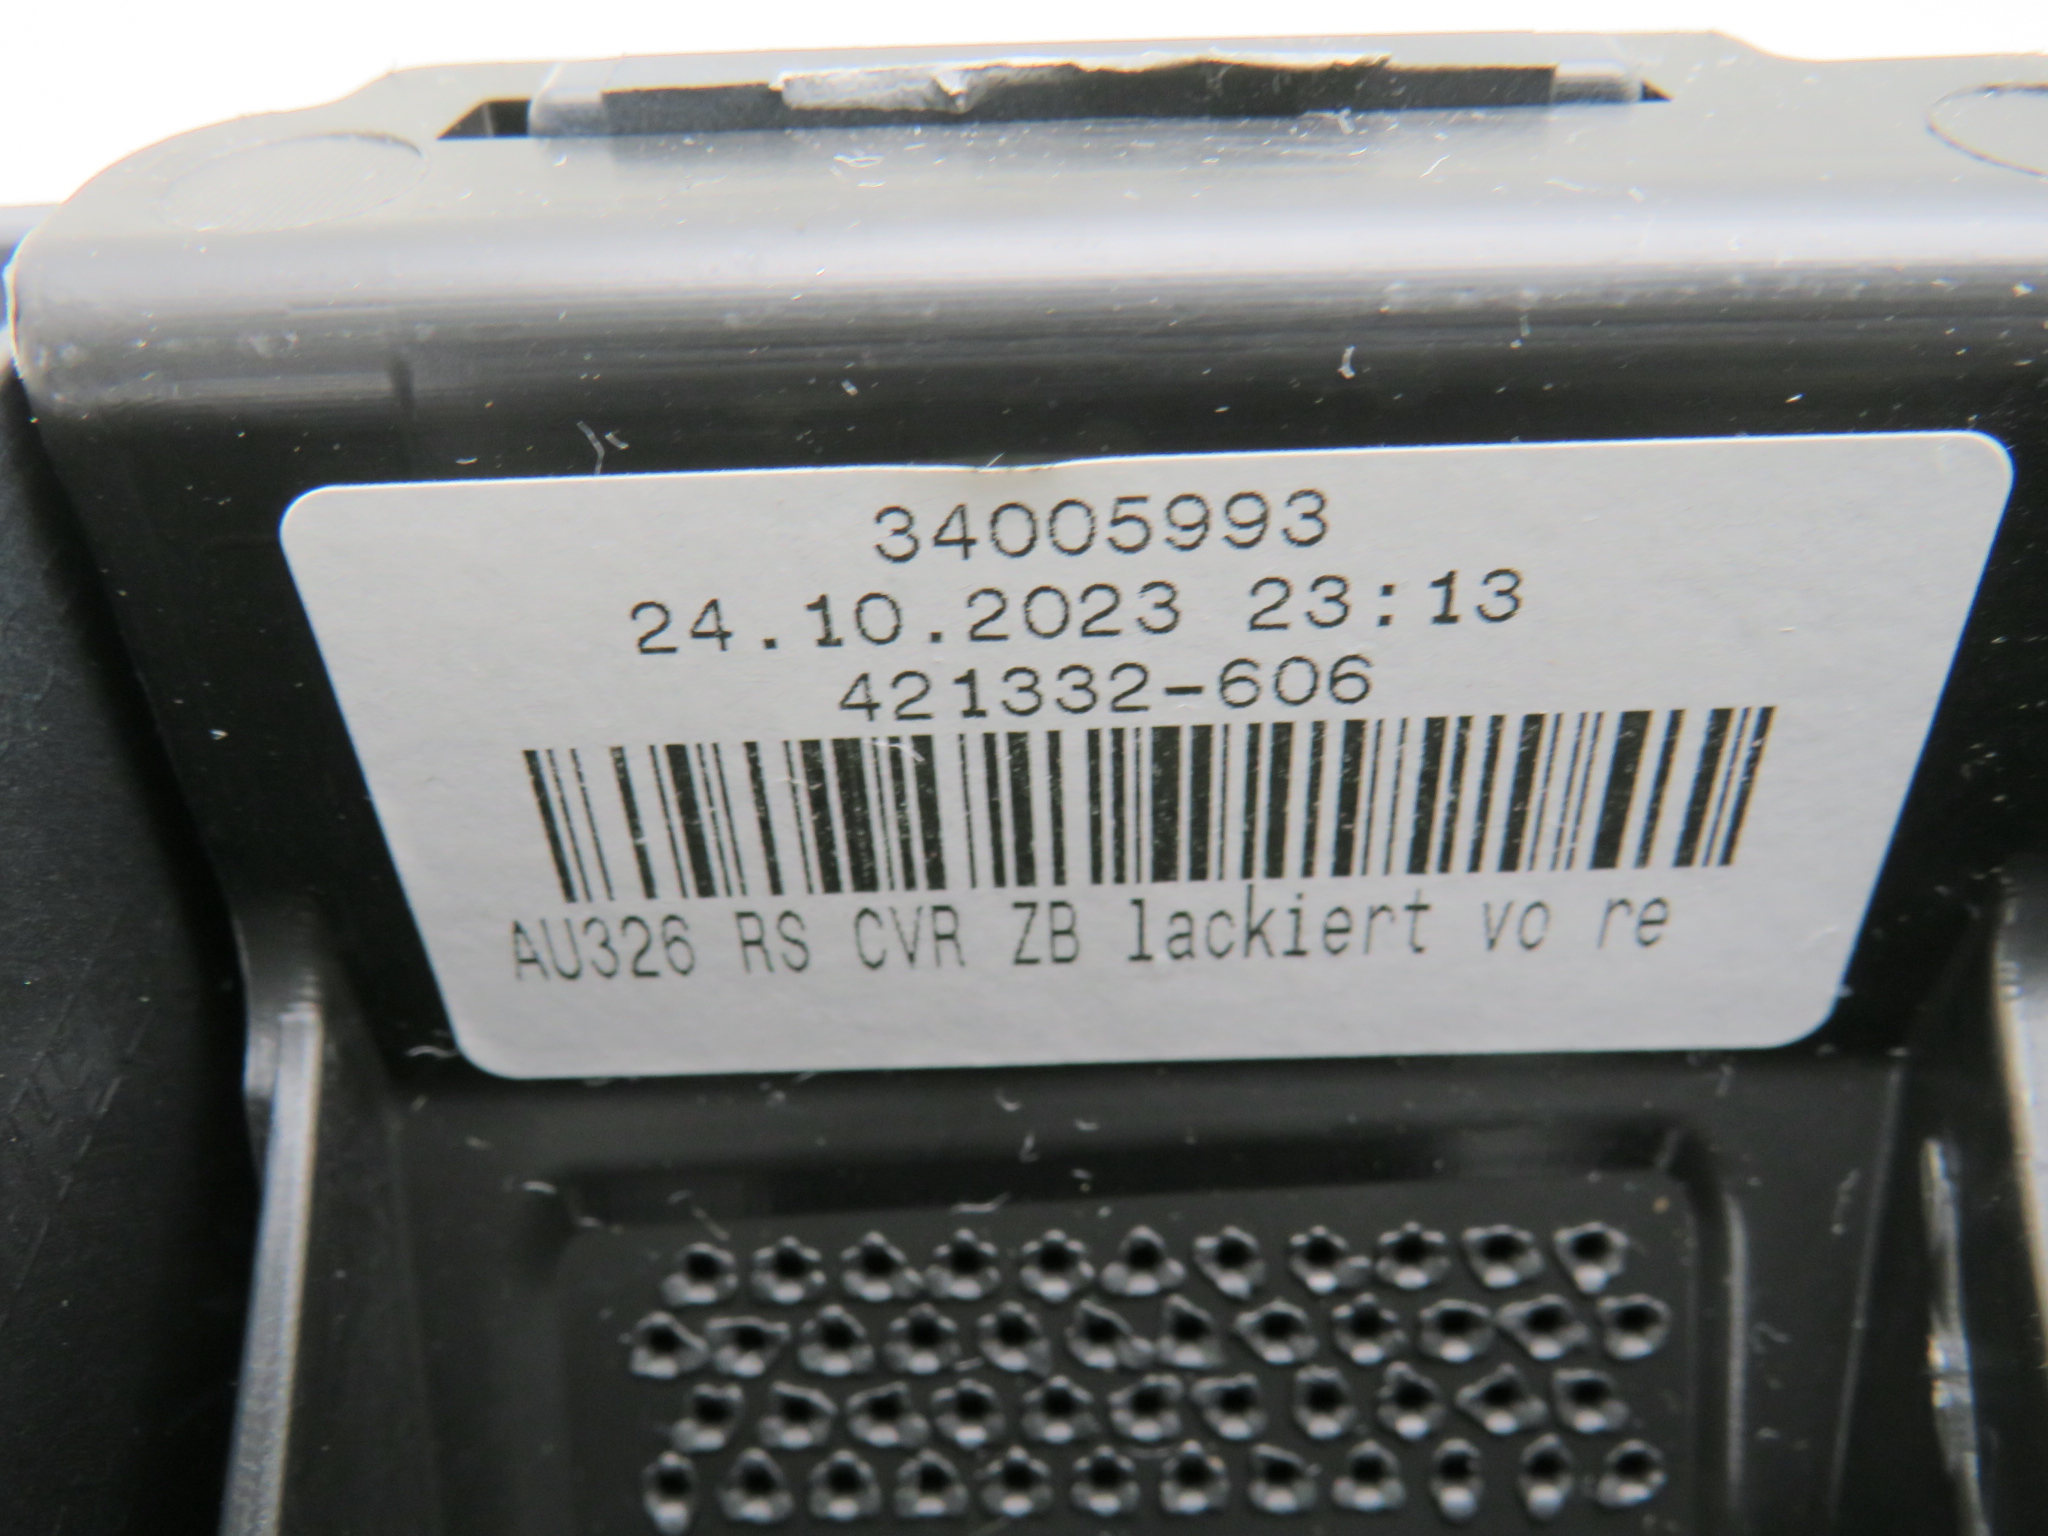 34005993
24.10.2023 23:13
421332-606
AU326 RS CVR ZB lackiert vo re